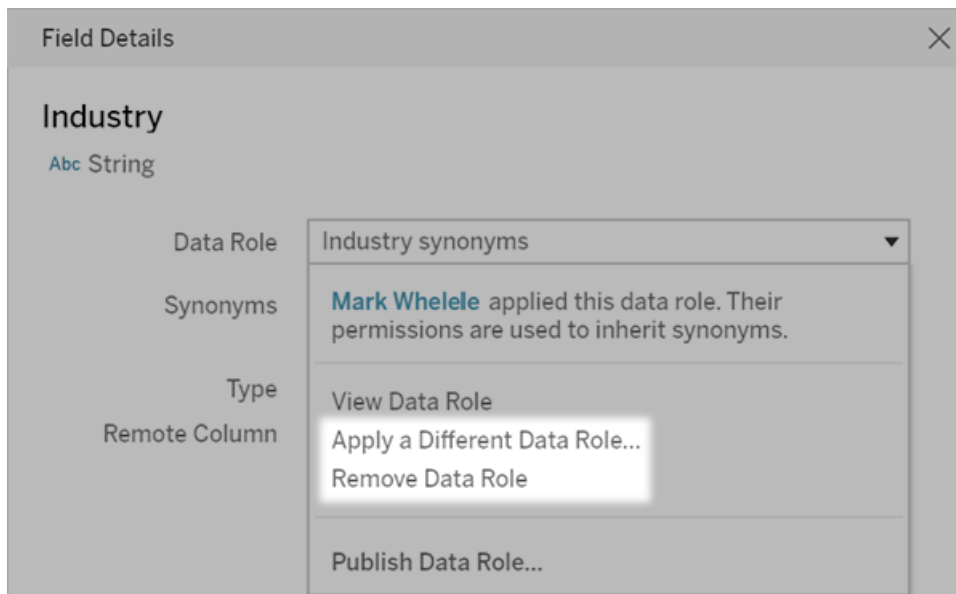 Field Details
Industry
Abc String
Data Role
Industry synonyms
Synonyms
Mark Whelele applied this data role. Their
permissions are used to inherit synonyms.
Type
View Data Role
Remote Column
Apply a Different Data Role...
Remove Data Role
Publish Data Role...